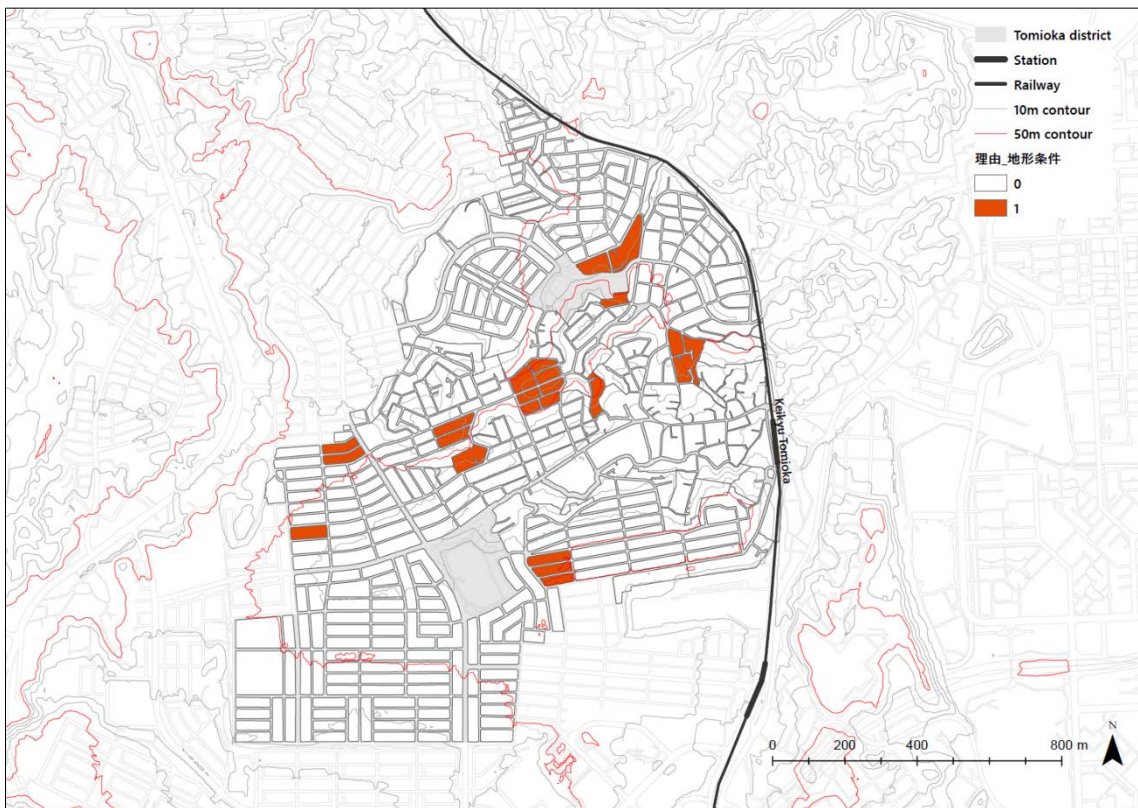 Tomioka district
Station
Railway
10m contour
50m contour
理由_地形条件
0
1
Keikyu Tomioka
N
0 200 400 800 m